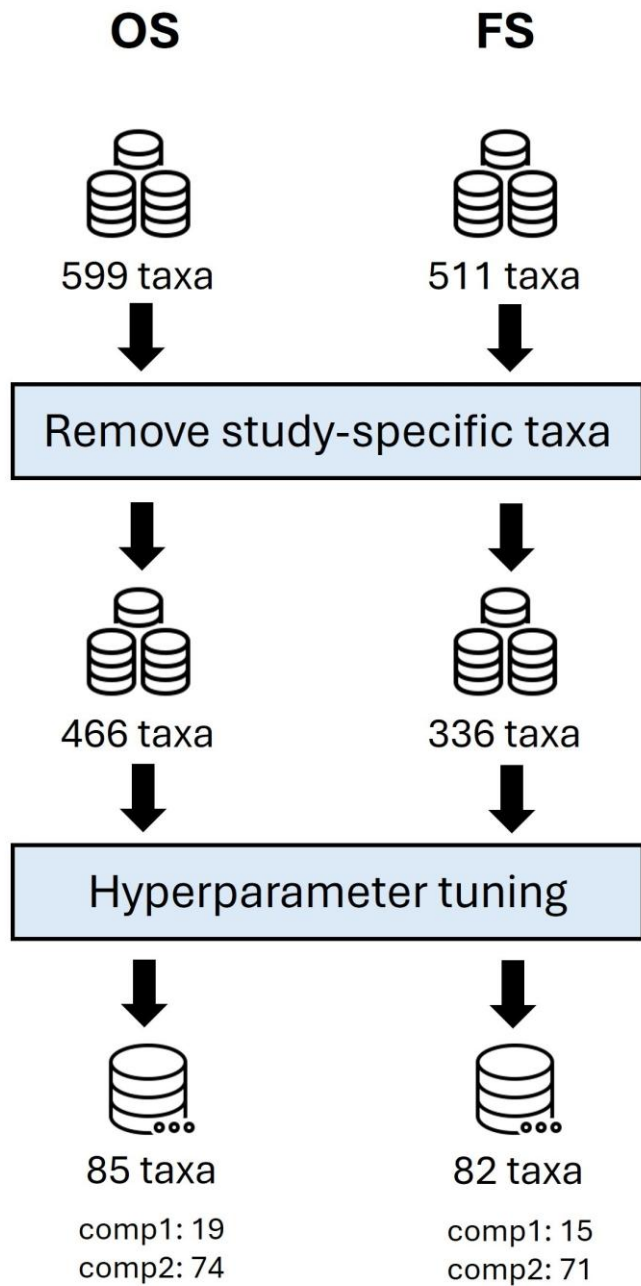 OS FS
599 taxa 511 taxa
Remove study-specific taxa
466 taxa 336 taxa
Hyperparameter tuning
85 taxa 82 taxa
comp1: 19 comp1: 15
comp2: 74 comp2: 71